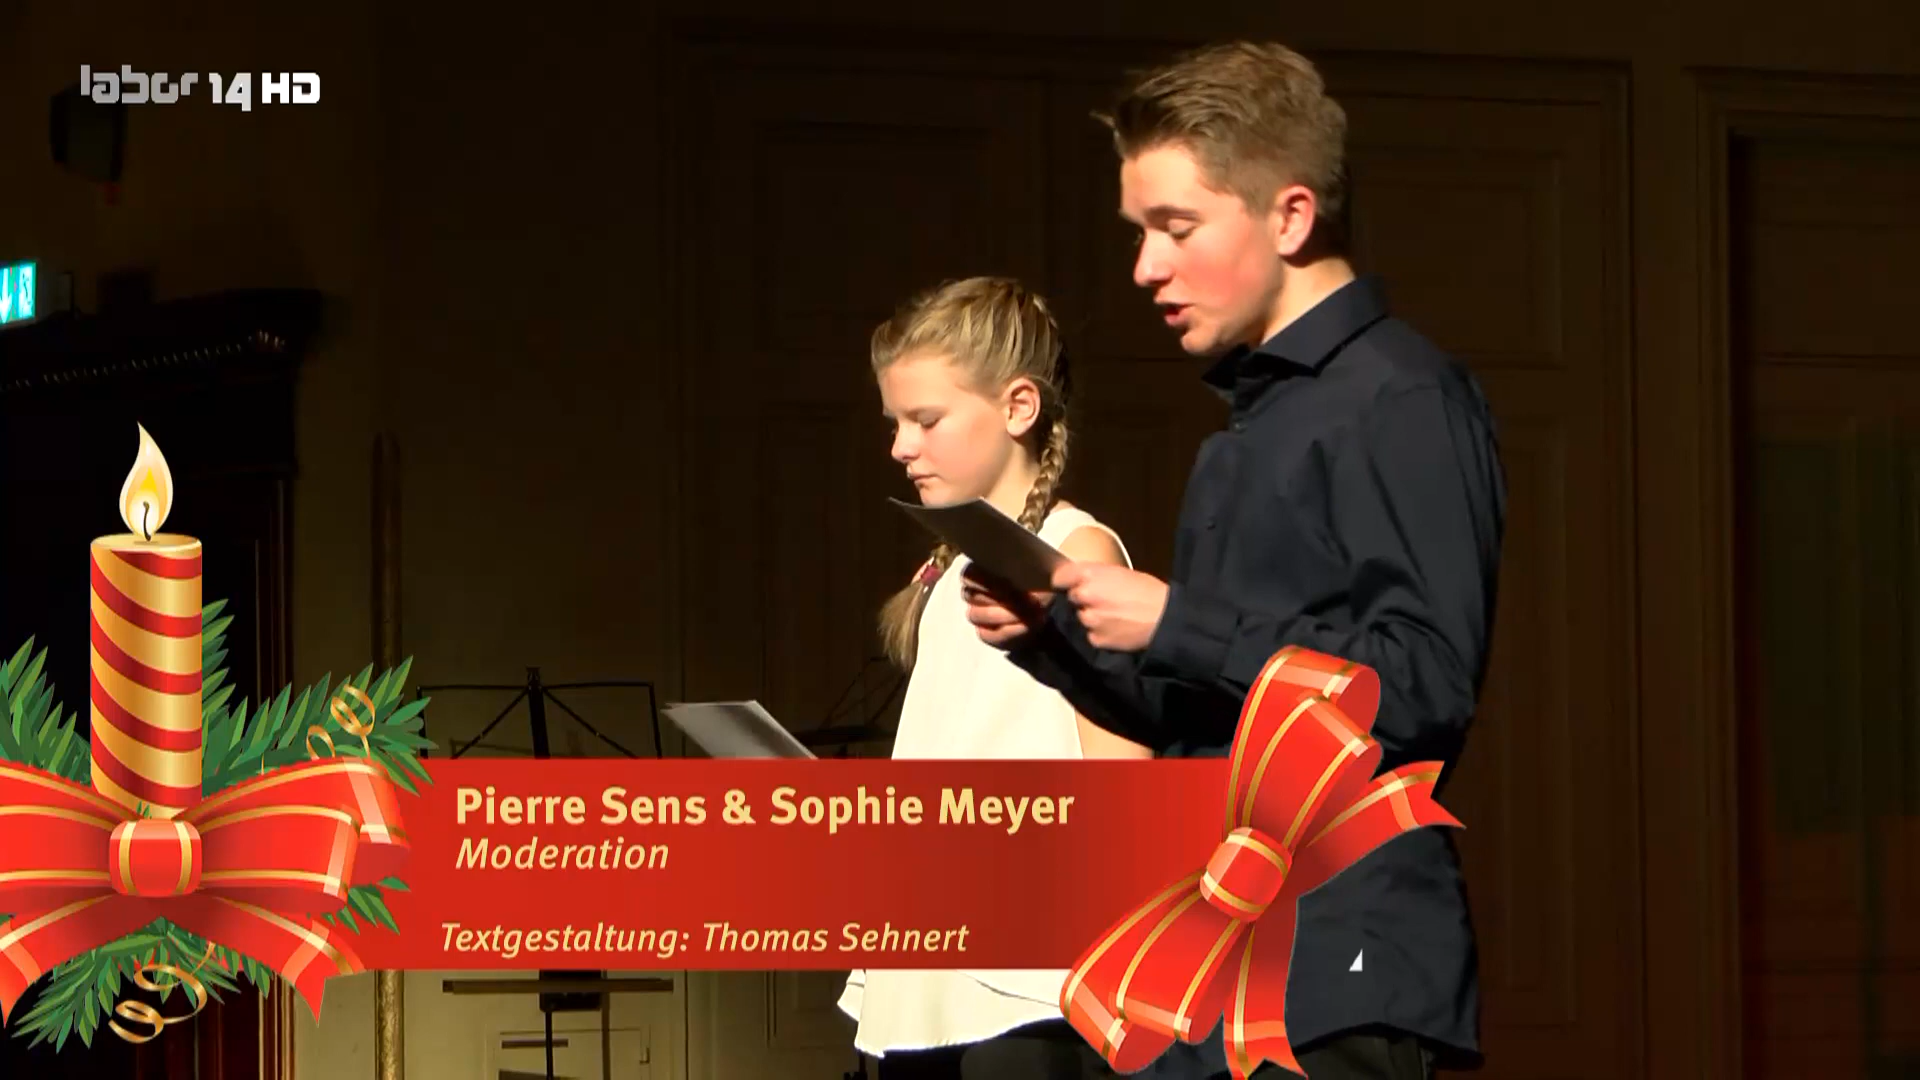 labor 14 HD
Pierre Sens & Sophie Meyer
Moderation
Textgestaltung: Thomas Sehnert